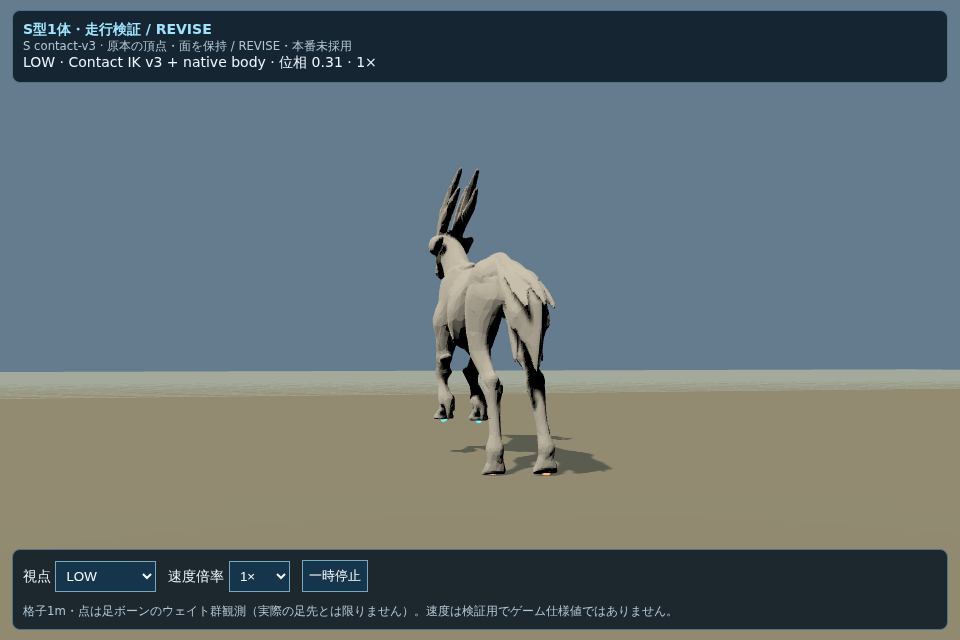 S型1体・走行検証 / REVISE
S contact-v3 · 原本の頂点・面を保持 / REVISE・本番未採用
LOW · Contact IK v3 + native body · 位相 0.31 · 1×
視点 LOW 速度倍率 1× 一時停止
格子1m・点は足ボーンのウェイト群観測（実際の足先とは限りません）。速度は検証用でゲーム仕様値ではありません。